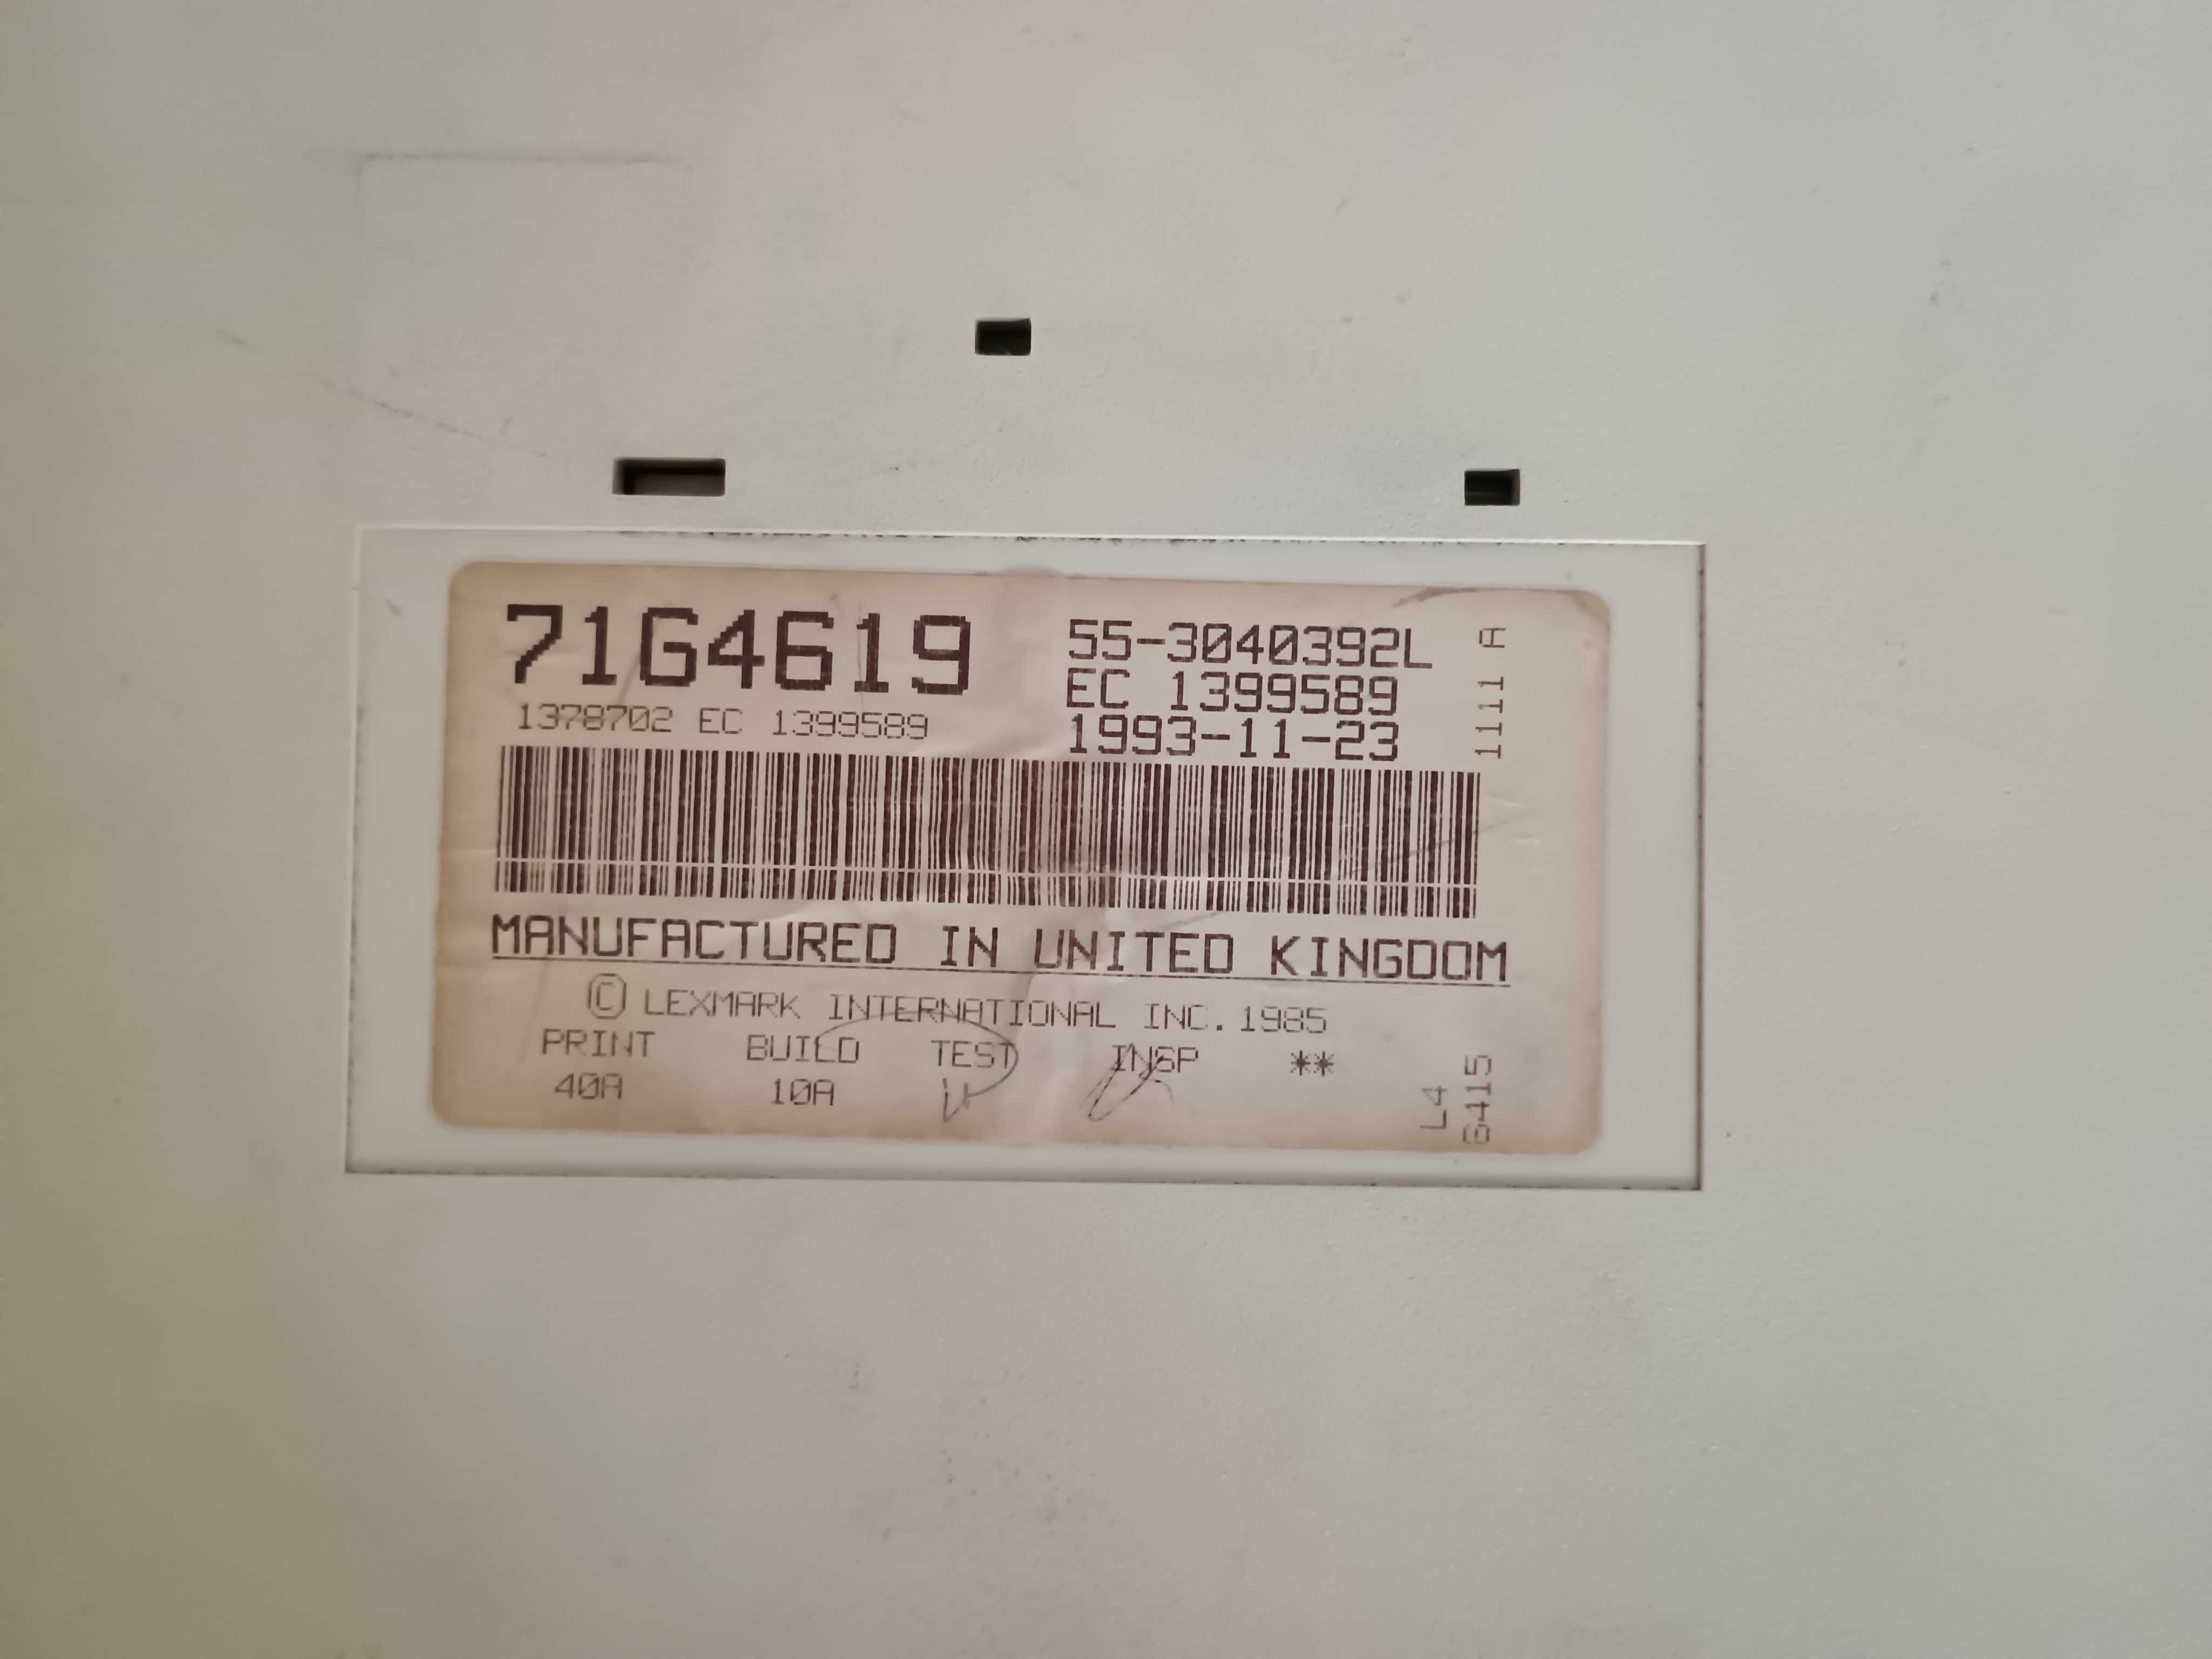 71G4619
1378702 EC 1399589
55-3040392L
EC 1399589
1993-11-23
1111 A
MANUFACTURED IN UNITED KINGDOM
© LEXMARK INTERNATIONAL INC. 1985
PRINT BUILD TEST INSP **
40A 10A
L4
6415